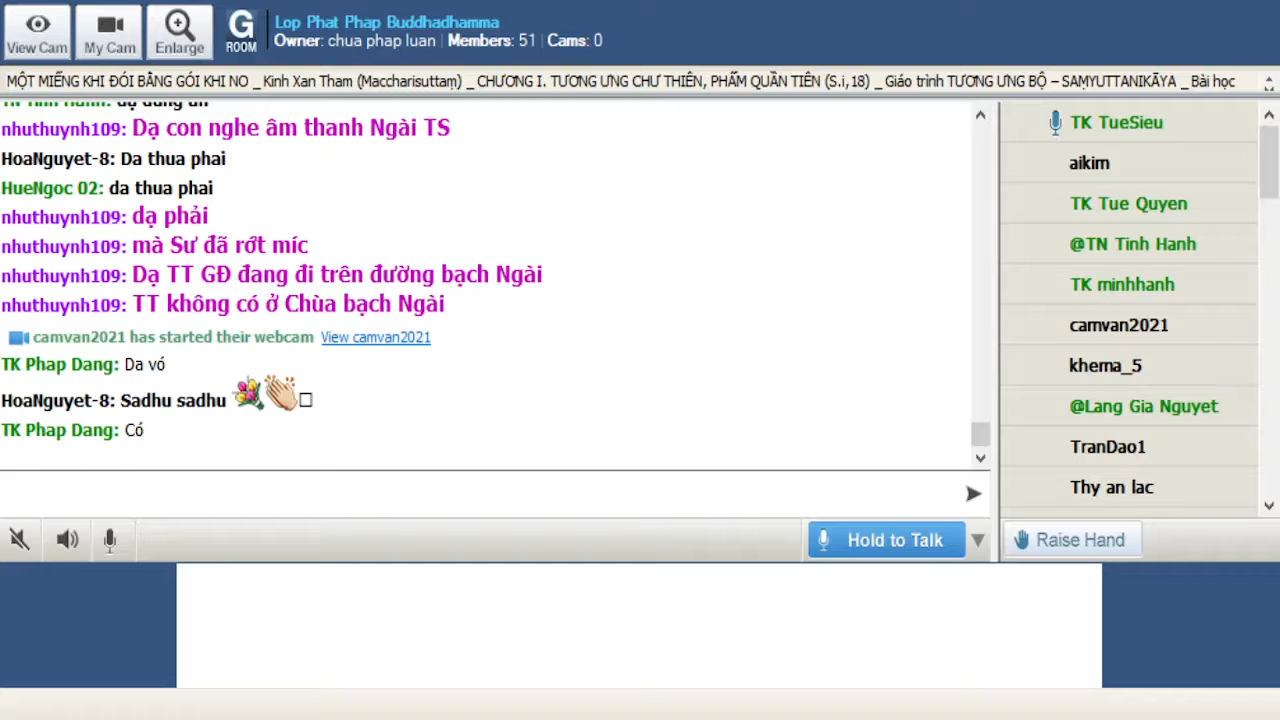 View Cam
My Cam
Enlarge
G
ROOM
Lop Phat Phap Buddhadhamma
Owner: chua phap luan | Members: 51 | Cams: 0
MỘT MIẾNG KHI ĐÓI BẰNG GÓI KHI NO _ Kinh Xan Tham (Maccharisuttaṃ) _ CHƯƠNG I. TƯƠNG ƯNG CHƯ THIÊN, PHẨM QUẦN TIÊN (S.i,18) _ Giáo trình TƯƠNG ƯNG BỘ – SAṂYUTTANIKĀYA _ Bài học
nhuthuynh109: Dạ con nghe âm thanh Ngài TS
HoaNguyet-8: Da thua phai
HueNgoc 02: da thua phai
nhuthuynh109: dạ phải
nhuthuynh109: mà Sư đã rớt míc
nhuthuynh109: Dạ TT GĐ đang đi trên đường bạch Ngài
nhuthuynh109: TT không có ở Chùa bạch Ngài
camvan2021 has started their webcam View camvan2021
TK Phap Dang: Da vó
HoaNguyet-8: Sadhu sadhu
TK Phap Dang: Có
TK TueSieu
aikim
TK Tue Quyen
@TN Tinh Hanh
TK minhhanh
camvan2021
khema_5
@Lang Gia Nguyet
TranDao1
Thy an lac
Hold to Talk
Raise Hand